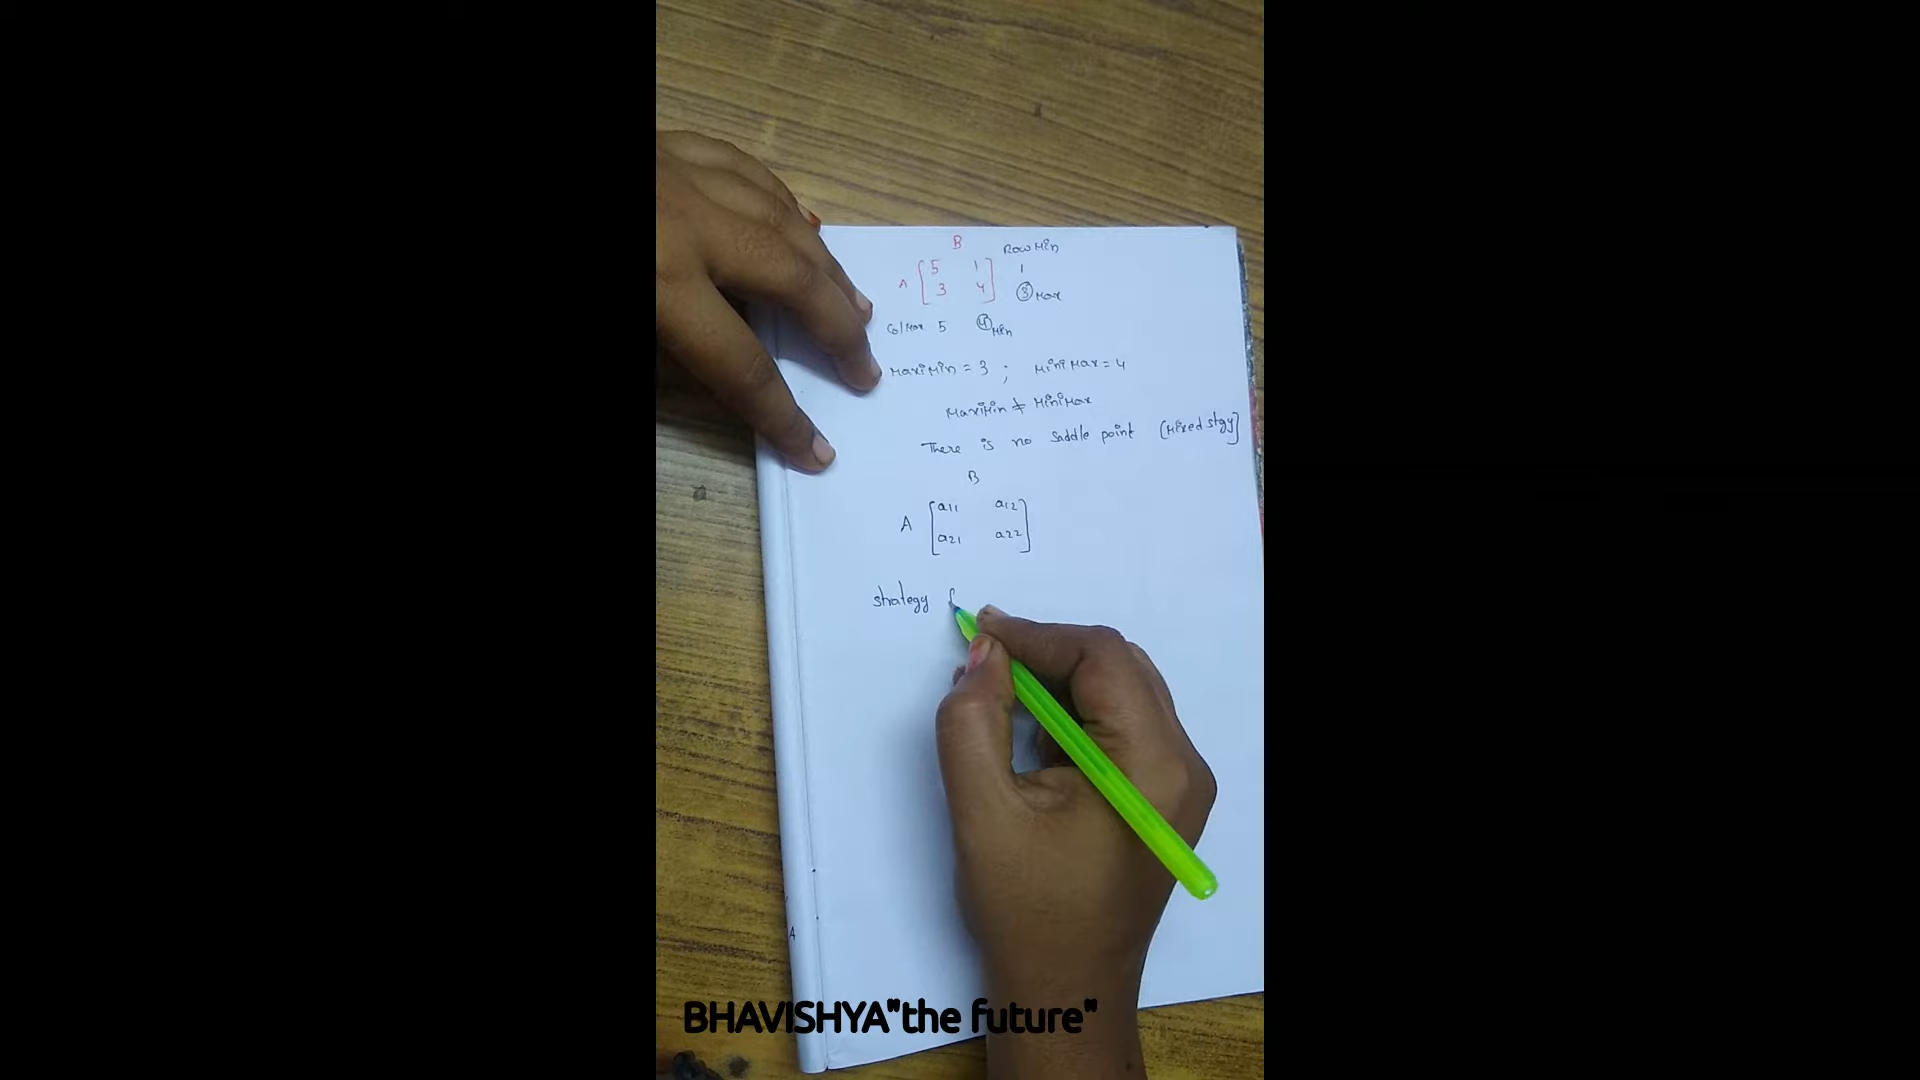 B Row Min
A [5 1] 1
[3 4] 3 Max
Col Max 5 4 Min
MaxiMin = 3 ; MiniMax = 4
MaxiMin ≠ MiniMax
There is no saddle point [Mixed stgy]
B
A [a11 a12]
[a21 a22]
strategy f
A
BHAVISHYA"the future"